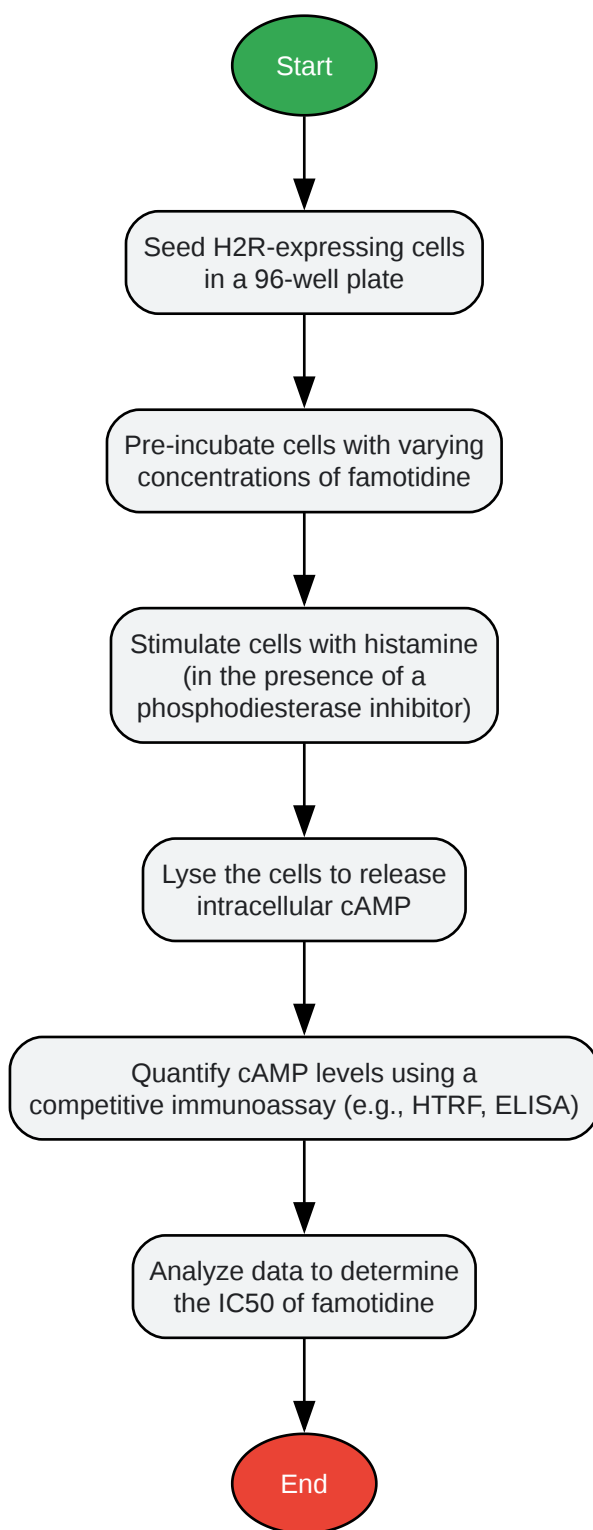 Start
Seed H2R-expressing cells
in a 96-well plate
Pre-incubate cells with varying
concentrations of famotidine
Stimulate cells with histamine
(in the presence of a
phosphodiesterase inhibitor)
Lyse the cells to release
intracellular cAMP
Quantify cAMP levels using a
competitive immunoassay (e.g., HTRF, ELISA)
Analyze data to determine
the IC50 of famotidine
End